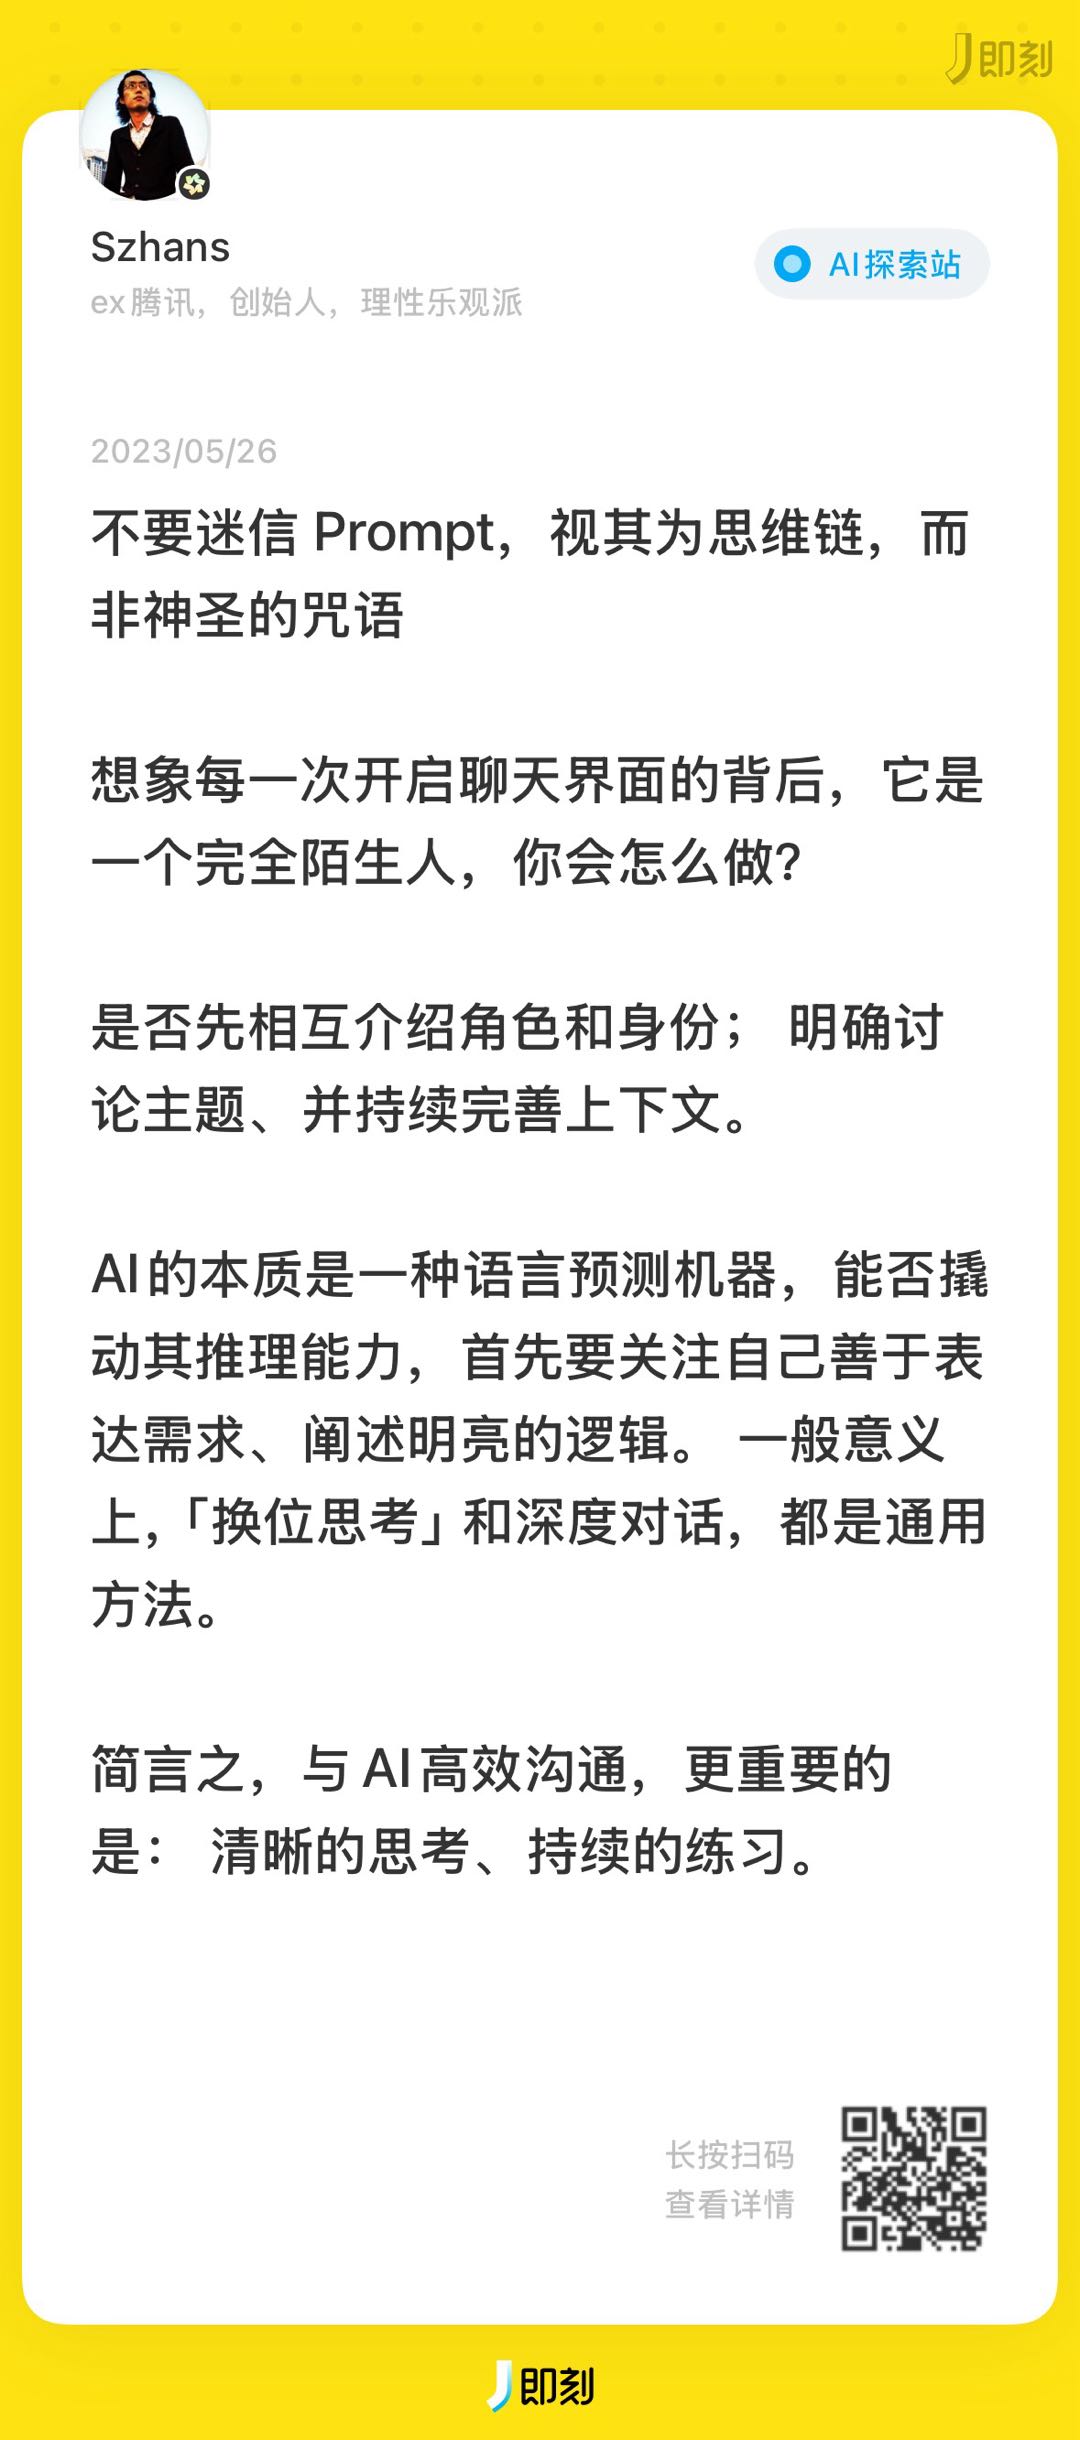 即刻
Szhans
AI探索站
ex腾讯，创始人，理性乐观派
2023/05/26
不要迷信 Prompt，视其为思维链，而
非神圣的咒语
想象每一次开启聊天界面的背后，它是
一个完全陌生人，你会怎么做?
是否先相互介绍角色和身份； 明确讨
论主题、并持续完善上下文。
AI的本质是一种语言预测机器，能否撬
动其推理能力，首先要关注自己善于表
达需求、阐述明亮的逻辑。 一般意义
上，「换位思考」和深度对话，都是通用
方法。
简言之，与 AI高效沟通，更重要的
是： 清晰的思考、持续的练习。
长按扫码
查看详情
即刻